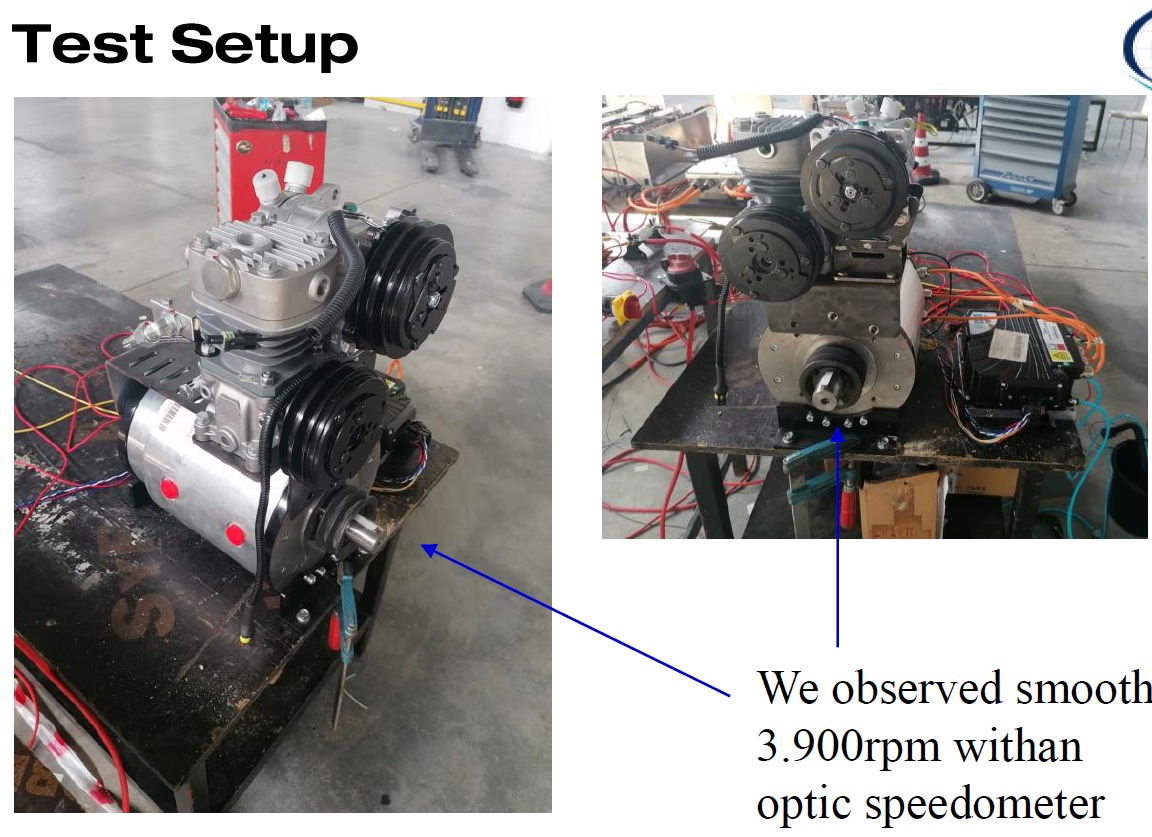 Test Setup
We observed smooth
3.900rpm withan
optic speedometer